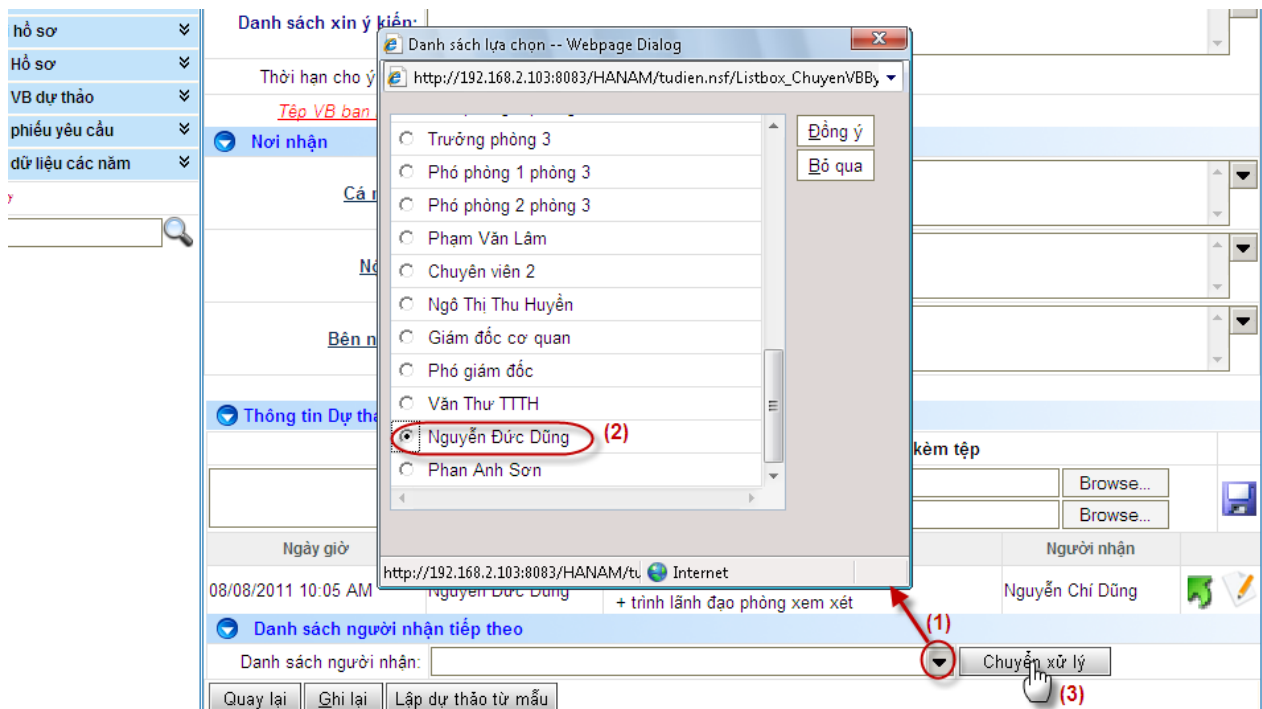 hồ sơ
Hồ sơ
VB dự thảo
phiếu yêu cầu
dữ liệu các năm
Danh sách xin ý kiến:
Thời hạn cho ý
Tệp VB ban
Nơi nhận
Cá
Bên
Danh sách lựa chọn -- Webpage Dialog
http://192.168.2.103:8083/HANAM/tudien.nsf/Listbox_ChuyenVBBy
Trưởng phòng 3
Phó phòng 1 phòng 3
Phó phòng 2 phòng 3
Phạm Văn Lâm
Chuyên viên 2
Ngô Thị Thu Huyền
Giám đốc cơ quan
Phó giám đốc
Văn Thư TTTH
Nguyễn Đức Dũng (2)
Phan Anh Sơn
Đồng ý
Bỏ qua
http://192.168.2.103:8083/HANAM/tu Internet
Thông tin Dự
kèm tệp
Browse...
Browse...
Ngày giờ Người nhận
08/08/2011 10:05 AM Nguyễn Đức Dũng + trình lãnh đạo phòng xem xét Nguyễn Chí Dũng
Danh sách người nhận tiếp theo (1)
Danh sách người nhận: Chuyển xử lý
Quay lại Ghi lại Lập dự thảo từ mẫu (3)